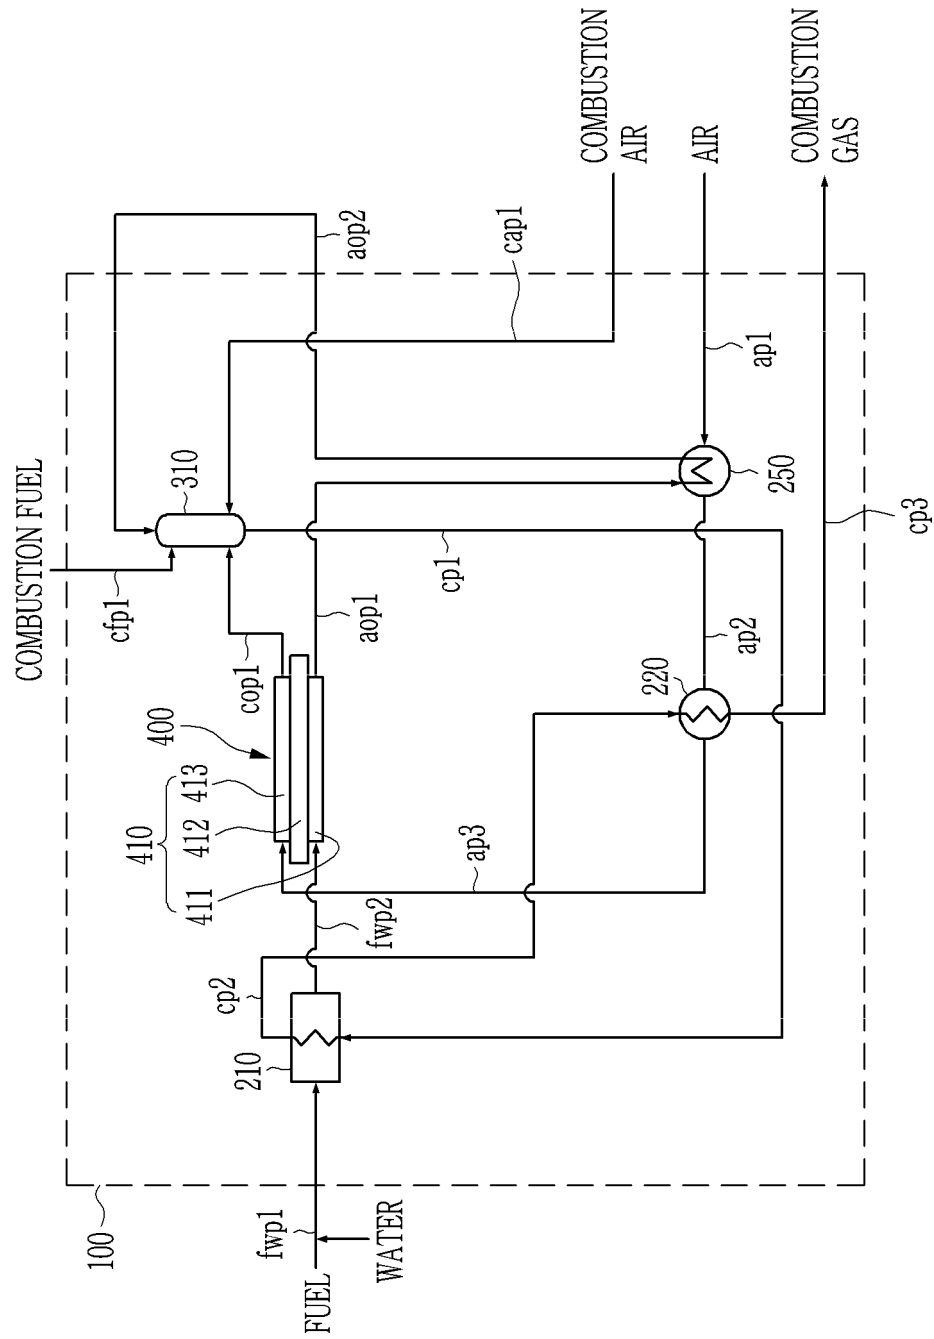 COMBUSTION FUEL
100
cfp1
410
400
310
411
412
413
cp2
210
cop1
fwp1
FUEL
aop1
aop2
fwp2
WATER
cp1
ap3
cap1
COMBUSTION
AIR
220
AIR
ap2
ap1
250
COMBUSTION
GAS
cp3